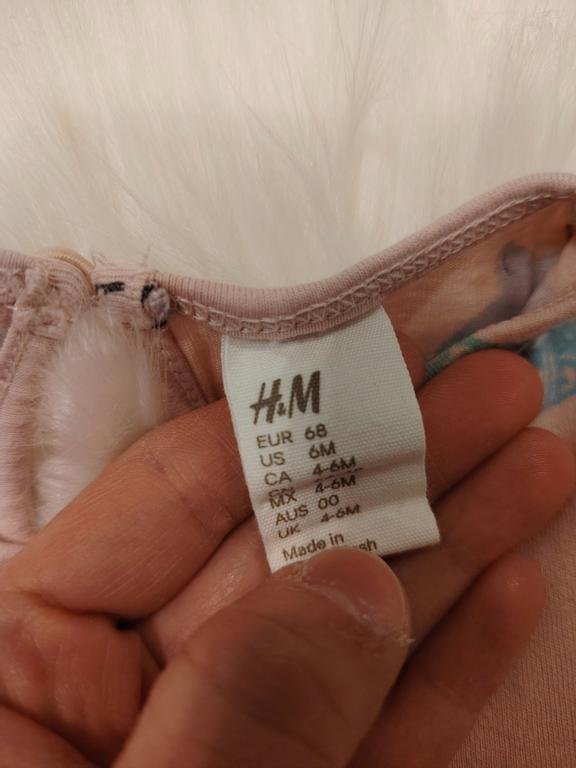 H&M
EUR 68
US 6M
CA 4-6M
MX 4-6M
AUS 00
UK 4-6M
Made in